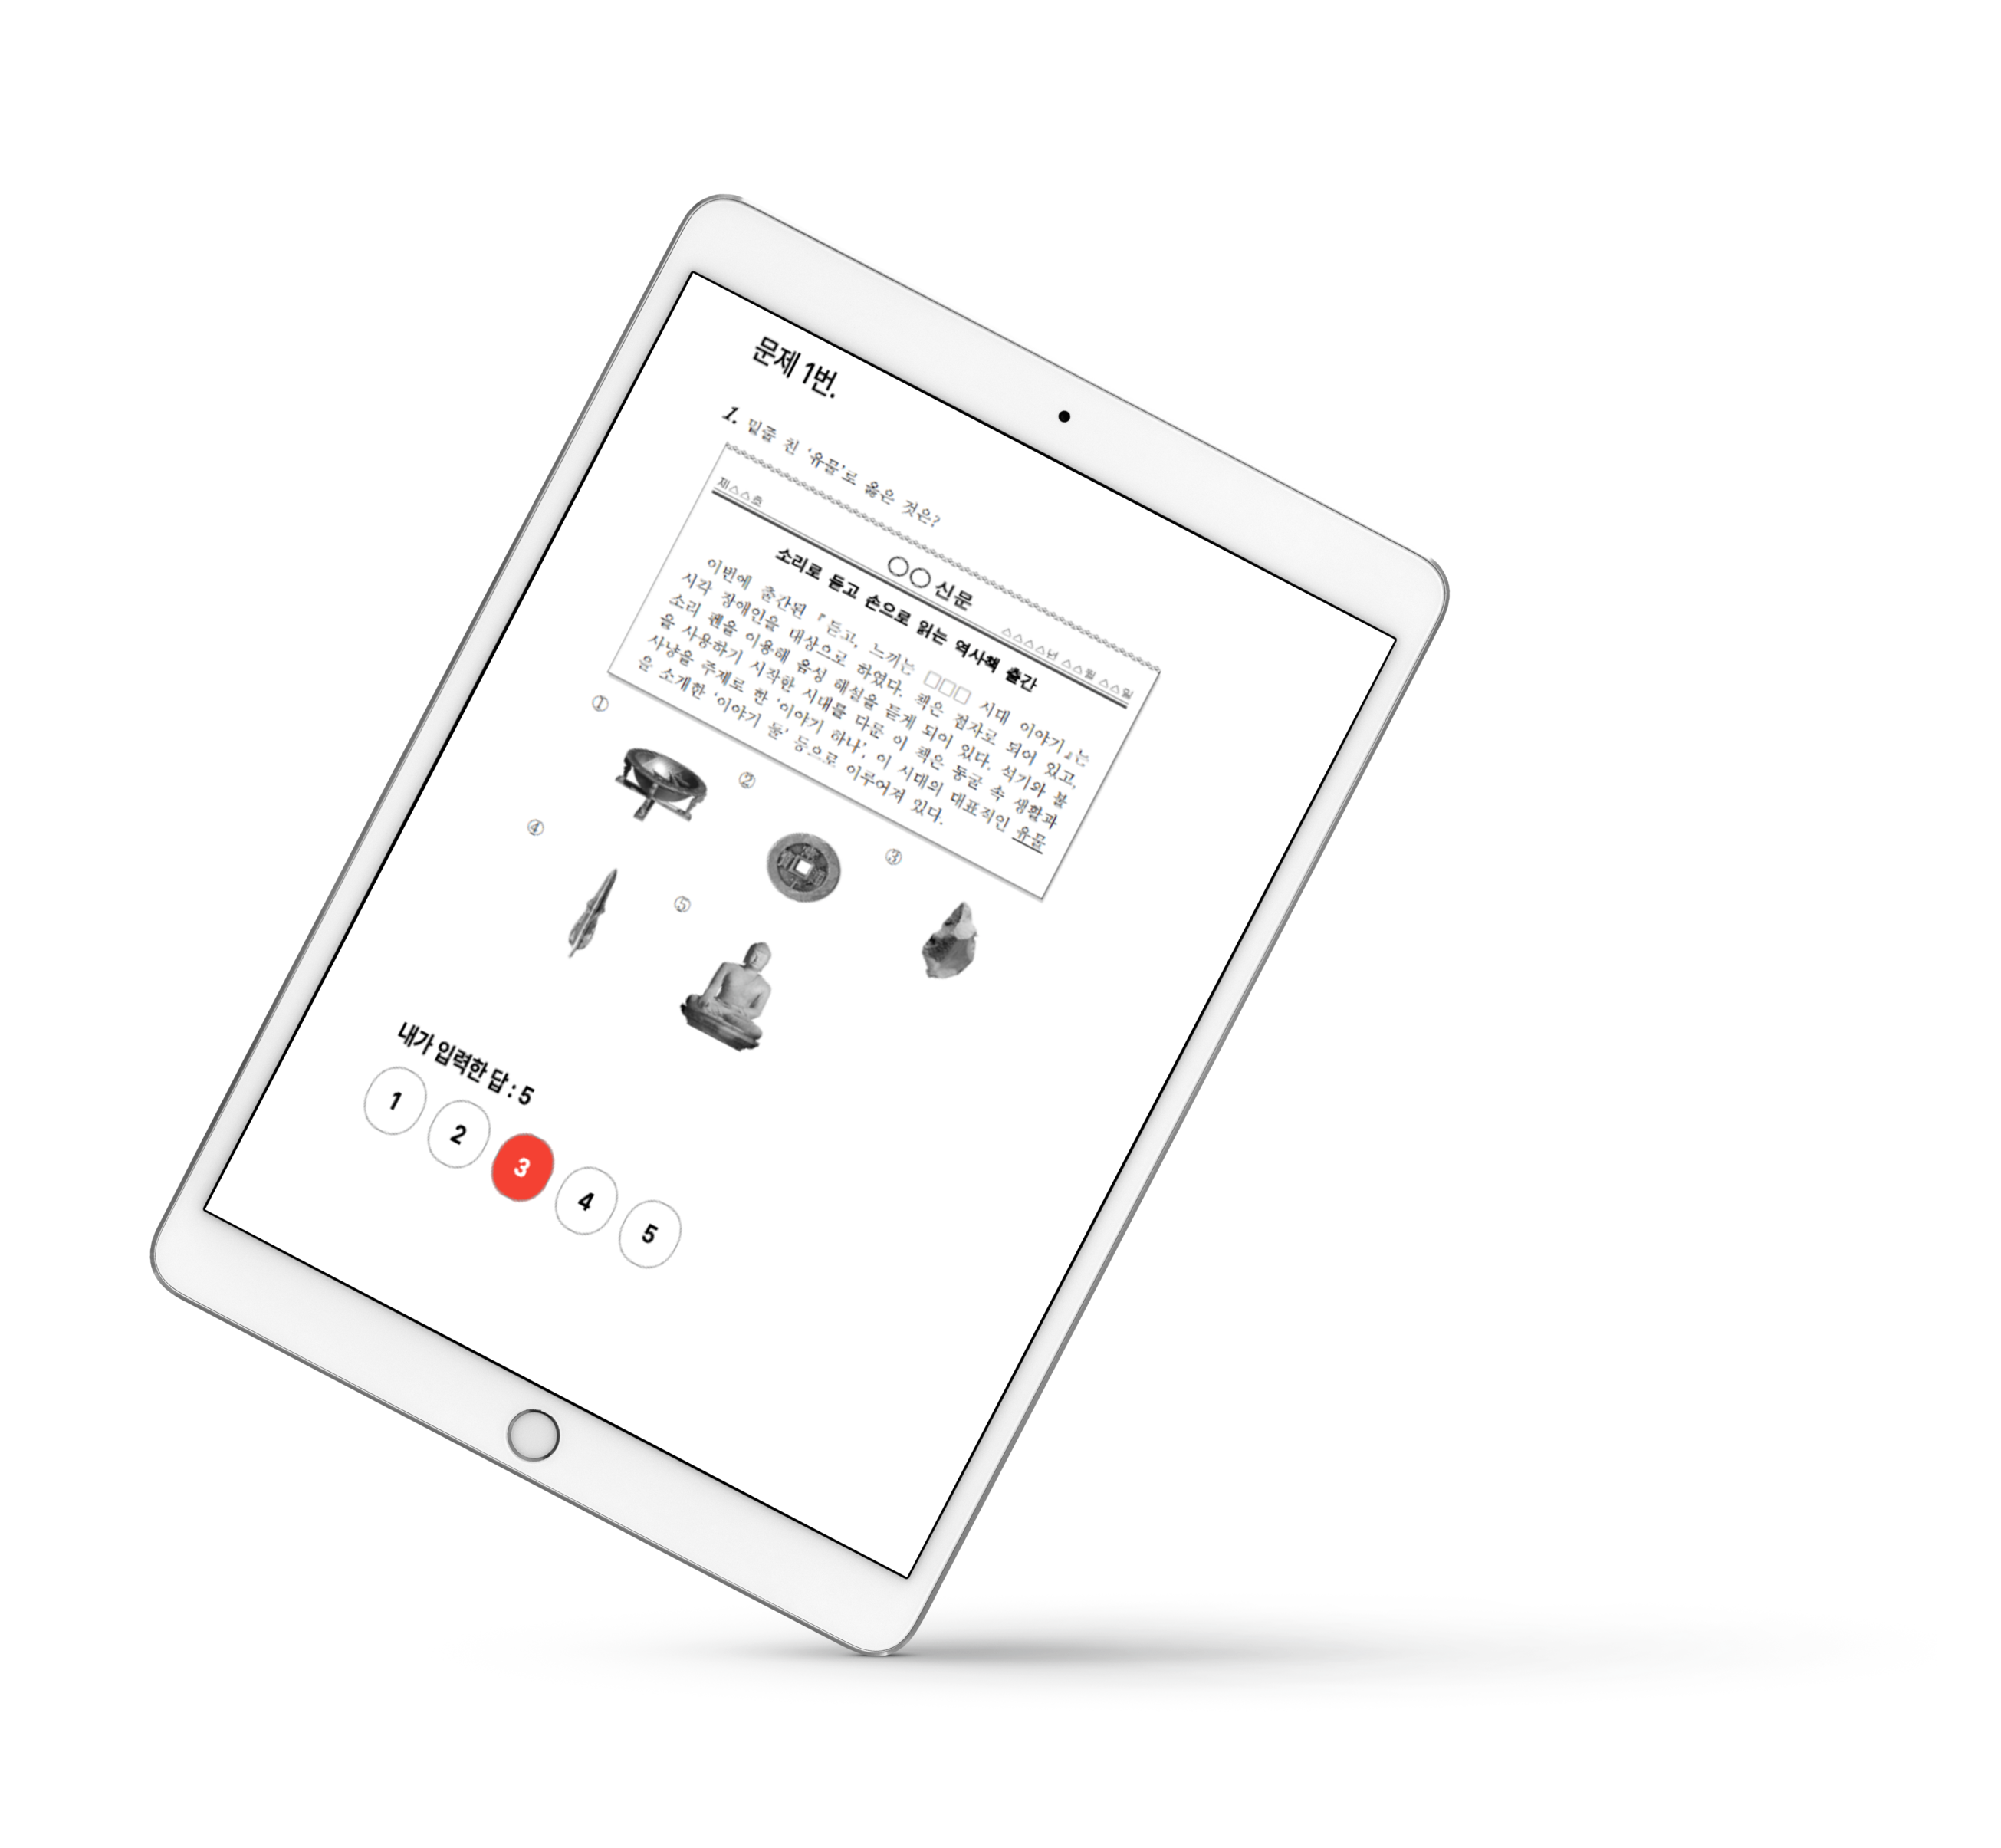 문제 1번.
1. 밑줄 친 ‘유물’로 옳은 것은?
제△△호
○○신문
△△△△년 △△월 △△일
소리로 듣고 손으로 읽는 역사책 출간
이번에 출간된 『듣고, 느끼는 □□□ 시대 이야기』는
시각 장애인을 대상으로 하였다. 책은 점자로 되어 있고,
소리 펜을 이용해 음성 해설을 듣게 되어 있다. 석기와 불
을 사용하기 시작한 시대를 다룬 이 책은 동굴 속 생활과
사냥을 주제로 한 ‘이야기 하나’, 이 시대의 대표적인 유물
을 소개한 ‘이야기 둘’ 등으로 이루어져 있다.
①
②
③
④
⑤
내가 입력한 답 : 5
1 2 3 4 5